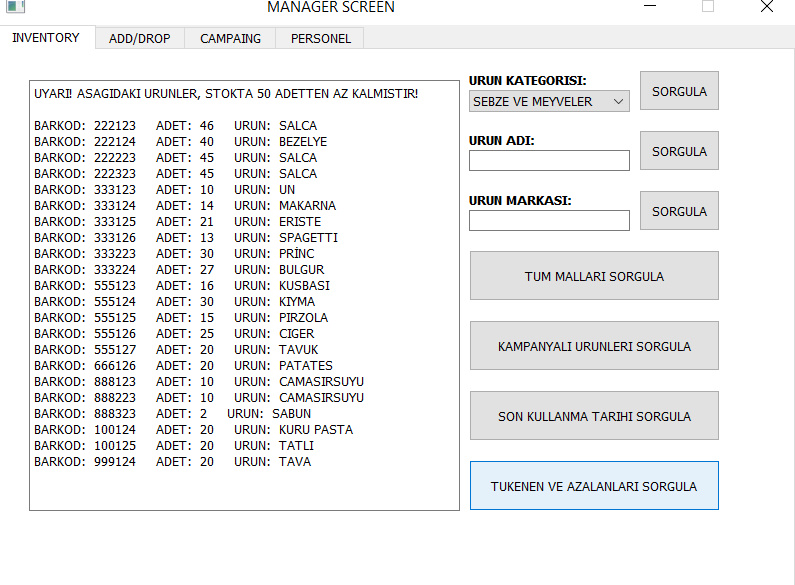 MANAGER SCREEN
INVENTORY ADD/DROP CAMPAING PERSONEL
UYARI! ASAGIDAKI URUNLER, STOKTA 50 ADETTEN AZ KALMISTIR!
BARKOD: 222123 ADET: 46 URUN: SALCA
BARKOD: 222124 ADET: 40 URUN: BEZELYE
BARKOD: 222223 ADET: 45 URUN: SALCA
BARKOD: 222323 ADET: 45 URUN: SALCA
BARKOD: 333123 ADET: 10 URUN: UN
BARKOD: 333124 ADET: 14 URUN: MAKARNA
BARKOD: 333125 ADET: 21 URUN: ERISTE
BARKOD: 333126 ADET: 13 URUN: SPAGETTI
BARKOD: 333223 ADET: 30 URUN: PRİNC
BARKOD: 333224 ADET: 27 URUN: BULGUR
BARKOD: 555123 ADET: 16 URUN: KUSBASI
BARKOD: 555124 ADET: 30 URUN: KIYMA
BARKOD: 555125 ADET: 15 URUN: PIRZOLA
BARKOD: 555126 ADET: 25 URUN: CIGER
BARKOD: 555127 ADET: 20 URUN: TAVUK
BARKOD: 666126 ADET: 20 URUN: PATATES
BARKOD: 888123 ADET: 10 URUN: CAMASIRSUYU
BARKOD: 888223 ADET: 10 URUN: CAMASIRSUYU
BARKOD: 888323 ADET: 2 URUN: SABUN
BARKOD: 100124 ADET: 20 URUN: KURU PASTA
BARKOD: 100125 ADET: 20 URUN: TATLI
BARKOD: 999124 ADET: 20 URUN: TAVA
URUN KATEGORISI:
SEBZE VE MEYVELER
SORGULA
URUN ADI:
SORGULA
URUN MARKASI:
SORGULA
TUM MALLARI SORGULA
KAMPANYALI URUNLERI SORGULA
SON KULLANMA TARIHI SORGULA
TUKENEN VE AZALANLARI SORGULA